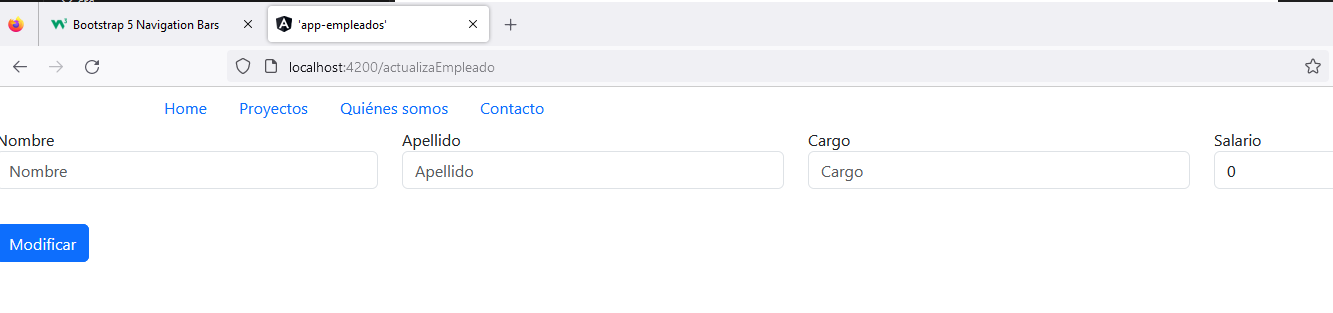 Bootstrap 5 Navigation Bars
'app-empleados'
localhost:4200/actualizaEmpleado
Home Proyectos Quiénes somos Contacto
Nombre Apellido Cargo Salario
Nombre Apellido Cargo 0
Modificar